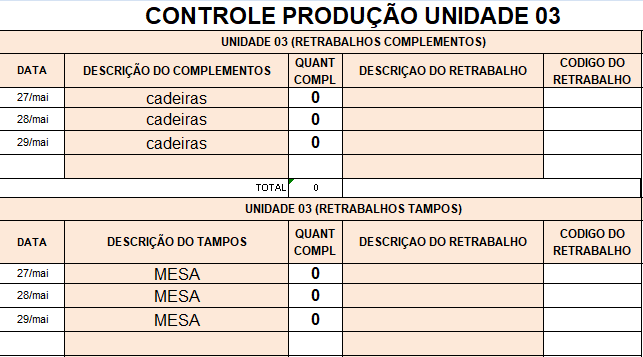 CONTROLE PRODUÇÃO UNIDADE 03
UNIDADE 03 (RETRABALHOS COMPLEMENTOS)
DATA DESCRIÇÃO DO COMPLEMENTOS QUANT COMPL DESCRIÇAO DO RETRABALHO CODIGO DO RETRABALHO
27/mai cadeiras 0
28/mai cadeiras 0
29/mai cadeiras 0
TOTAL 0
UNIDADE 03 (RETRABALHOS TAMPOS)
DATA DESCRIÇÃO DO TAMPOS QUANT COMPL DESCRIÇAO DO RETRABALHO CODIGO DO RETRABALHO
27/mai MESA 0
28/mai MESA 0
29/mai MESA 0